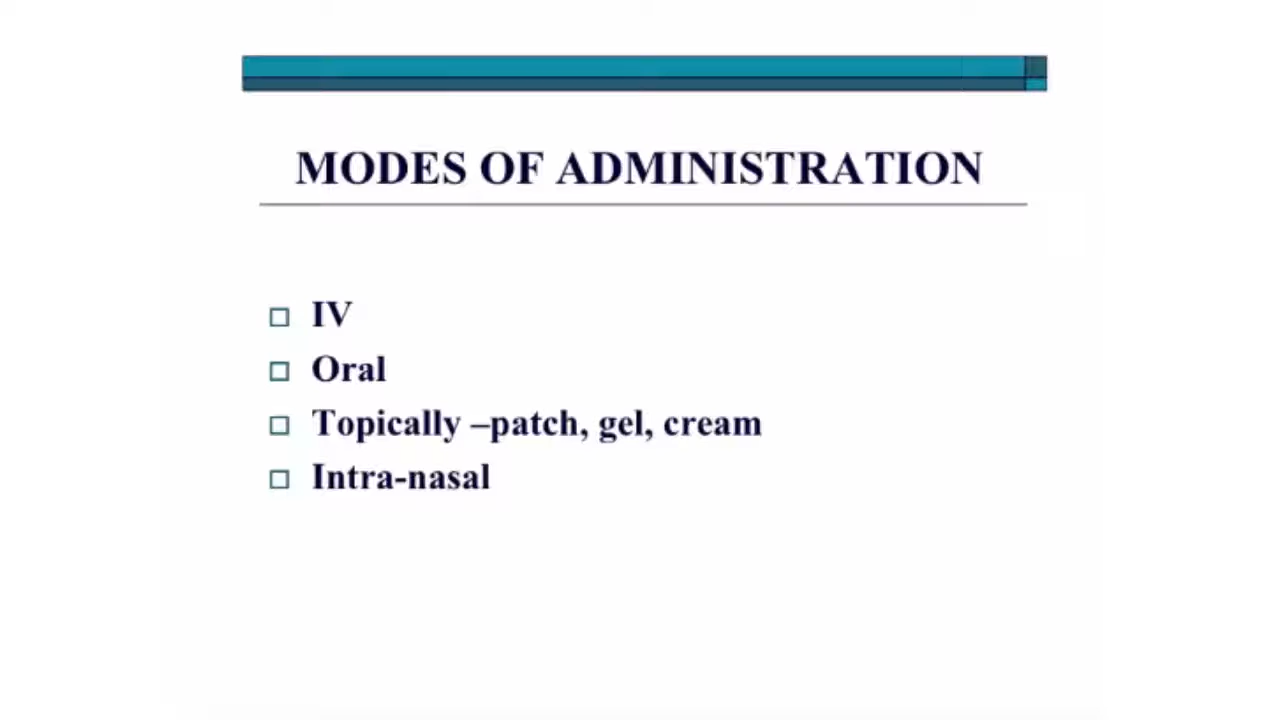 MODES OF ADMINISTRATION
IV
Oral
Topically –patch, gel, cream
Intra-nasal